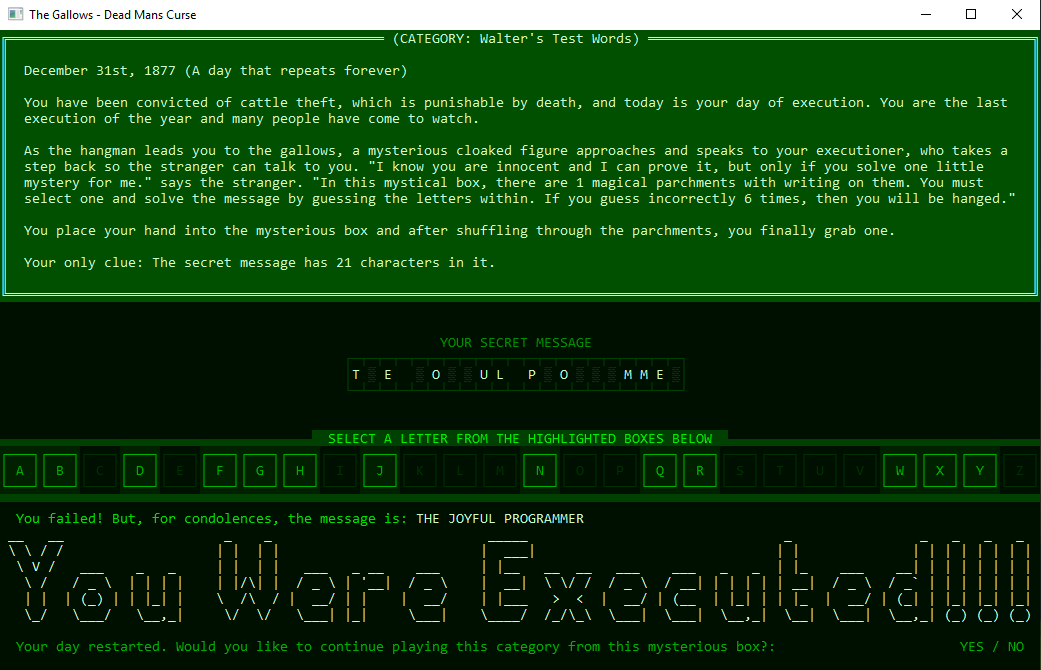 The Gallows - Dead Mans Curse
(CATEGORY: Walter's Test Words)
December 31st, 1877 (A day that repeats forever)
You have been convicted of cattle theft, which is punishable by death, and today is your day of execution. You are the last
execution of the year and many people have come to watch.
As the hangman leads you to the gallows, a mysterious cloaked figure approaches and speaks to your executioner, who takes a
step back so the stranger can talk to you. "I know you are innocent and I can prove it, but only if you solve one little
mystery for me." says the stranger. "In this mystical box, there are 1 magical parchments with writing on them. You must
select one and solve the message by guessing the letters within. If you guess incorrectly 6 times, then you will be hanged."
You place your hand into the mysterious box and after shuffling through the parchments, you finally grab one.
Your only clue: The secret message has 21 characters in it.
YOUR SECRET MESSAGE
T E O U L P O M M E
SELECT A LETTER FROM THE HIGHLIGHTED BOXES BELOW
A B C D E F G H I J K L M N O P Q R S T U V W X Y Z
You failed! But, for condolences, the message is: THE JOYFUL PROGRAMMER
You Were Executed!!!
Your day restarted. Would you like to continue playing this category from this mysterious box?: YES / NO